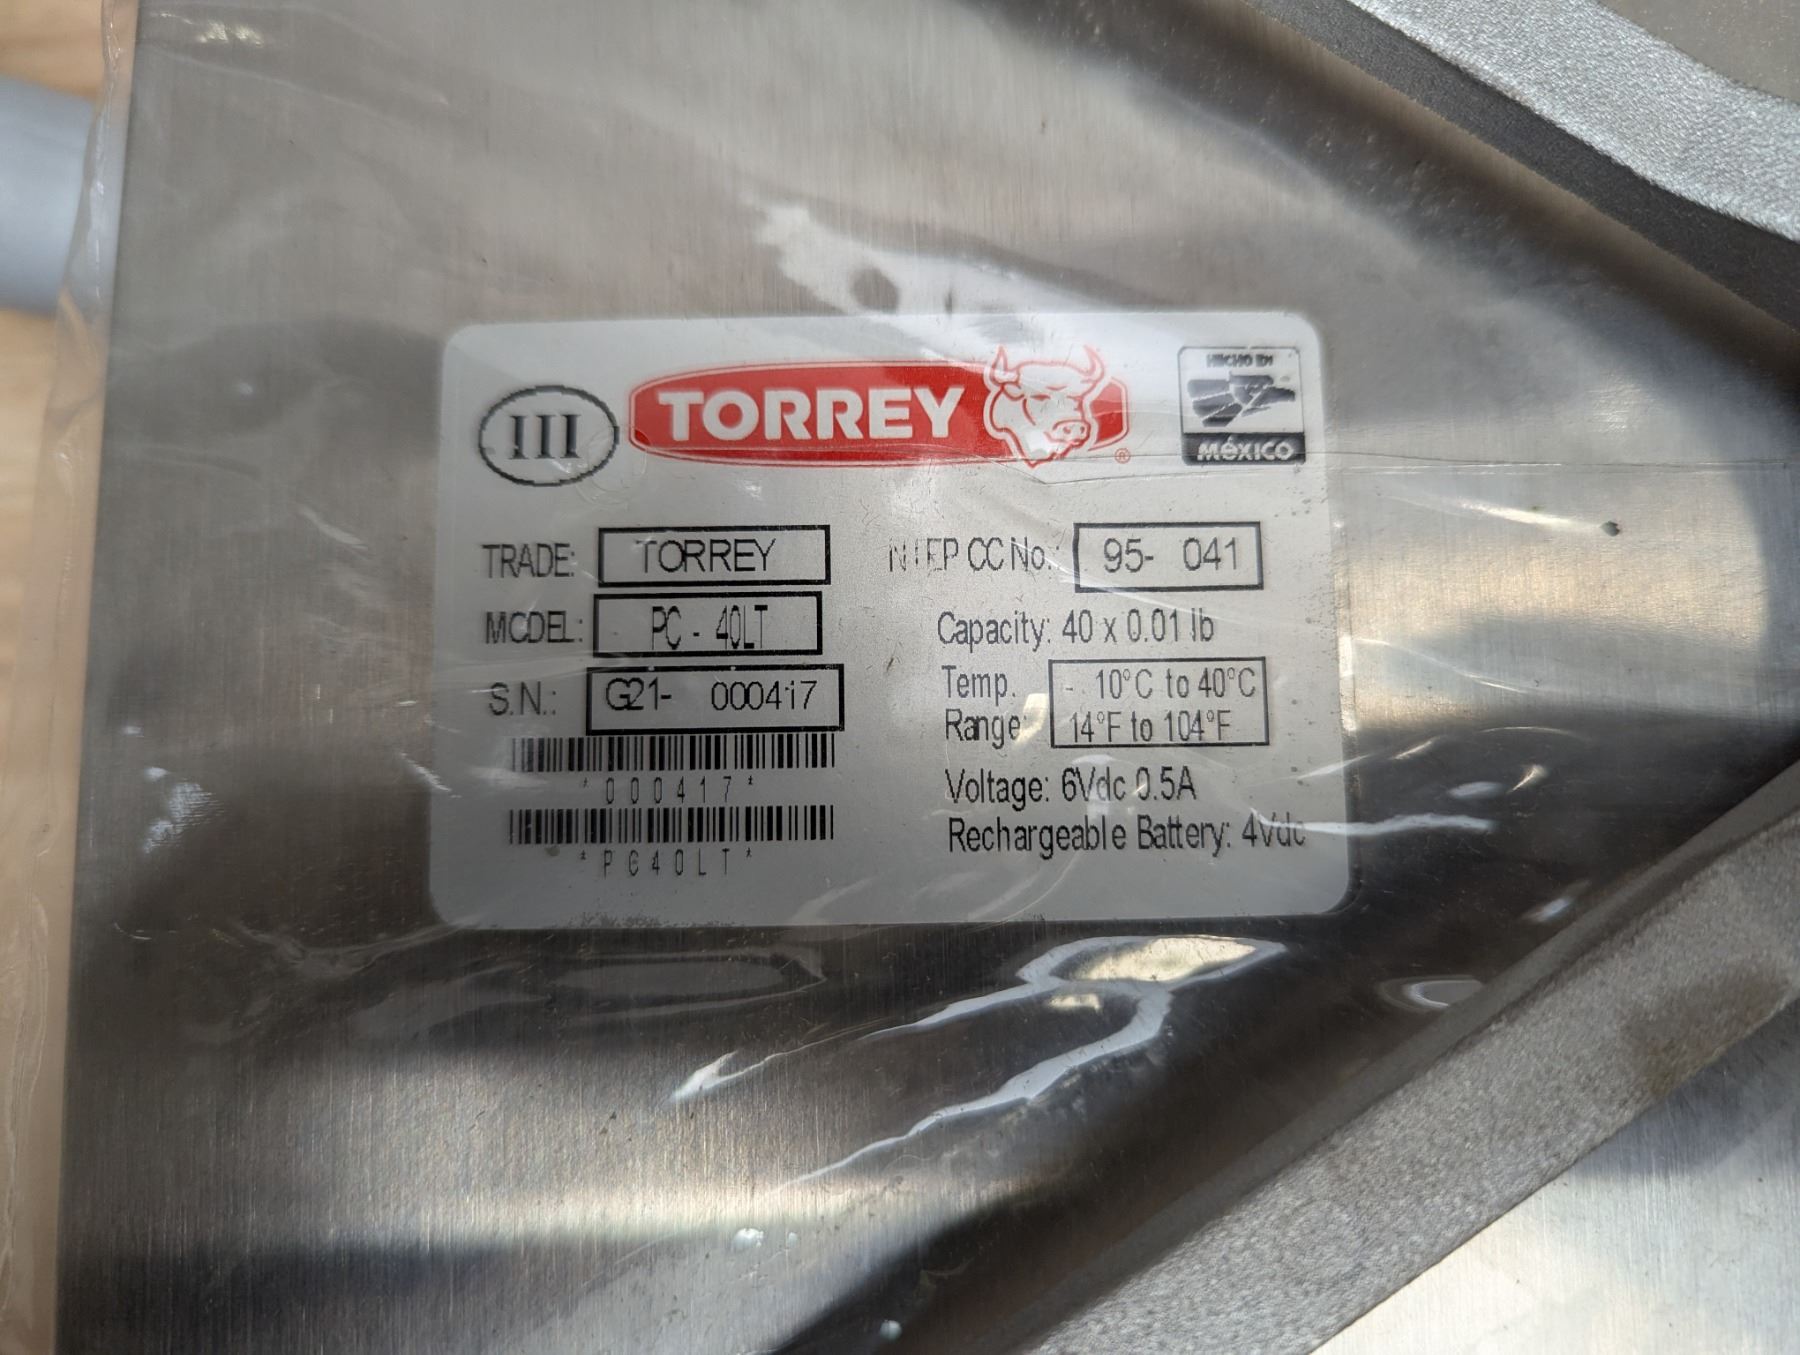 III
TORREY ®
HECHO EN
MÉXICO
TRADE: TORREY
MODEL: PC - 40LT
S.N.: G21- 000417
*000417*
*PC40LT*
NTEP CC No.: 95- 041
Capacity: 40 x 0.01 lb
Temp. Range: - 10°C to 40°C
14°F to 104°F
Voltage: 6Vdc 0.5A
Rechargeable Battery: 4Vdc